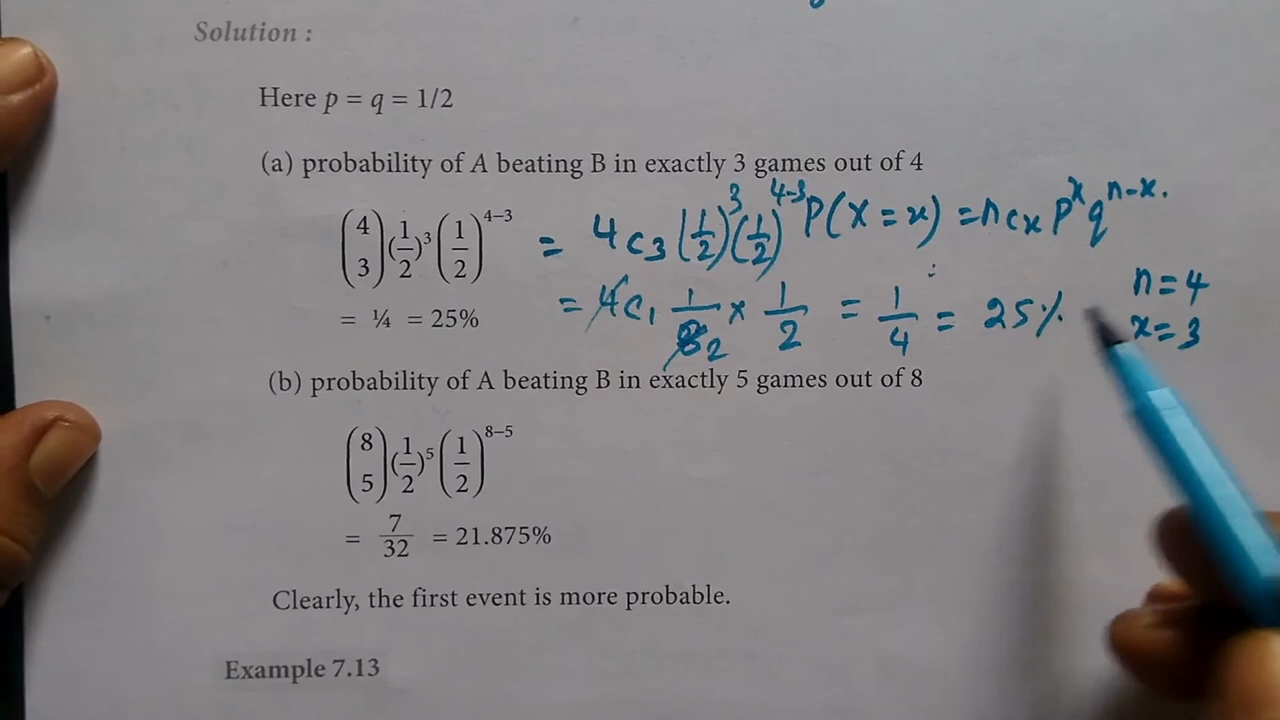 Solution :
Here p = q = 1/2
(a) probability of A beating B in exactly 3 games out of 4
(4 3) (1/2)³ (1/2)⁴⁻³ = 4c₃ (1/2)³ (1/2)⁴⁻³ P(X = x) = ncₓ pˣ qⁿ⁻ˣ.
n = 4
= ¼ = 25% = 4c₁ 1/8 2 × 1/2 = 1/4 = 25%
x = 3
(b) probability of A beating B in exactly 5 games out of 8
(8 5) (1/2)⁵ (1/2)⁸⁻⁵
= 7/32 = 21.875%
Clearly, the first event is more probable.
Example 7.13